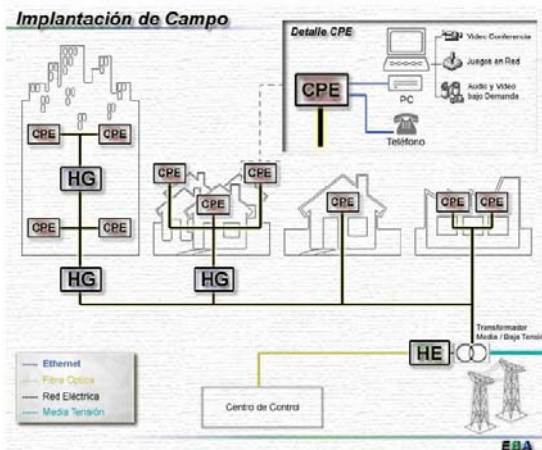 Implantación de Campo
Detalle CPE
Video Conferencia
Juegos en Red
Audio y Video
bajo Demanda
CPE
PC
Teléfono
CPE
CPE
HG
CPE
CPE
HG
CPE
CPE
CPE
HG
CPE
CPE
CPE
Transformador
Media / Baja Tensión
HE
Centro de Control
Ethernet
Fibra Optica
Red Eléctrica
Media Tensión
EBA